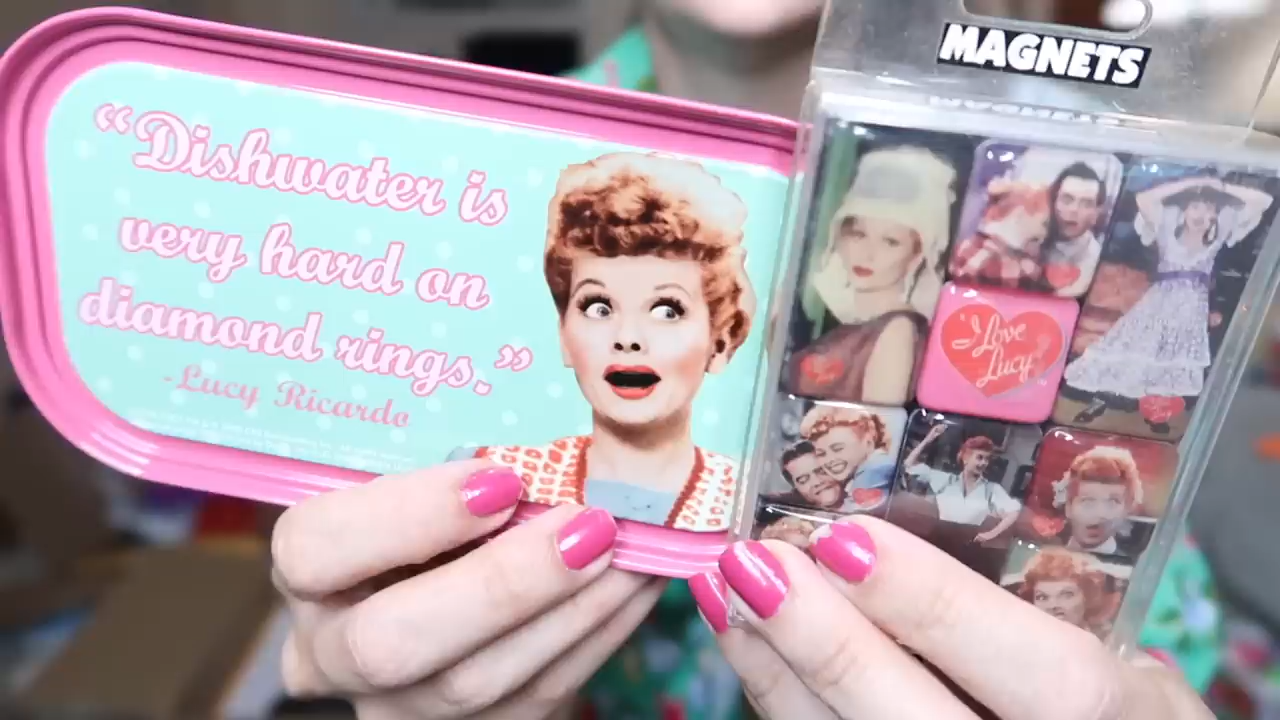 “Dishwater is
very hard on
diamond rings.”
-Lucy Ricardo
MAGNETS
"I Love
Lucy"